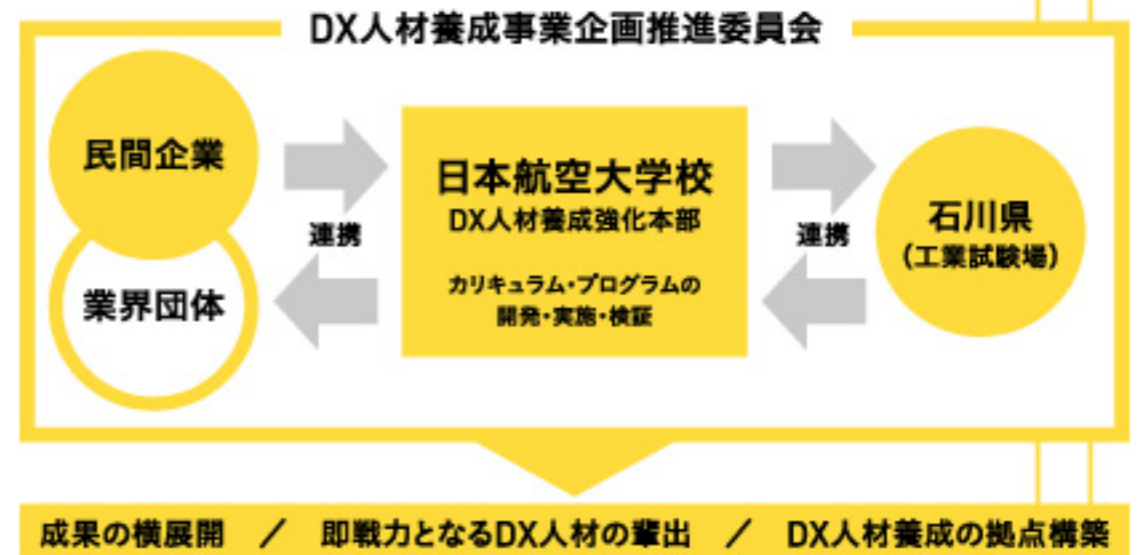 DX人材養成事業企画推進委員会
民間企業
業界団体
連携
日本航空大学校
DX人材養成強化本部
カリキュラム・プログラムの
開発・実施・検証
連携
石川県
(工業試験場)
成果の横展開 / 即戦力となるDX人材の輩出 / DX人材養成の拠点構築